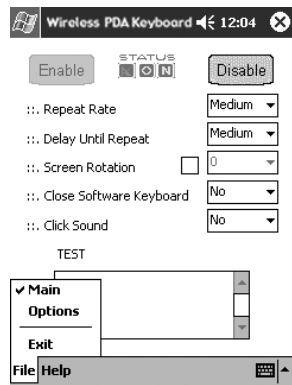 Wireless PDA Keyboard 12:04
STATUS
Enable ON Disable
::. Repeat Rate Medium
::. Delay Until Repeat Medium
::. Screen Rotation 0
::. Close Software Keyboard No
::. Click Sound No
TEST
Main
Options
Exit
File Help